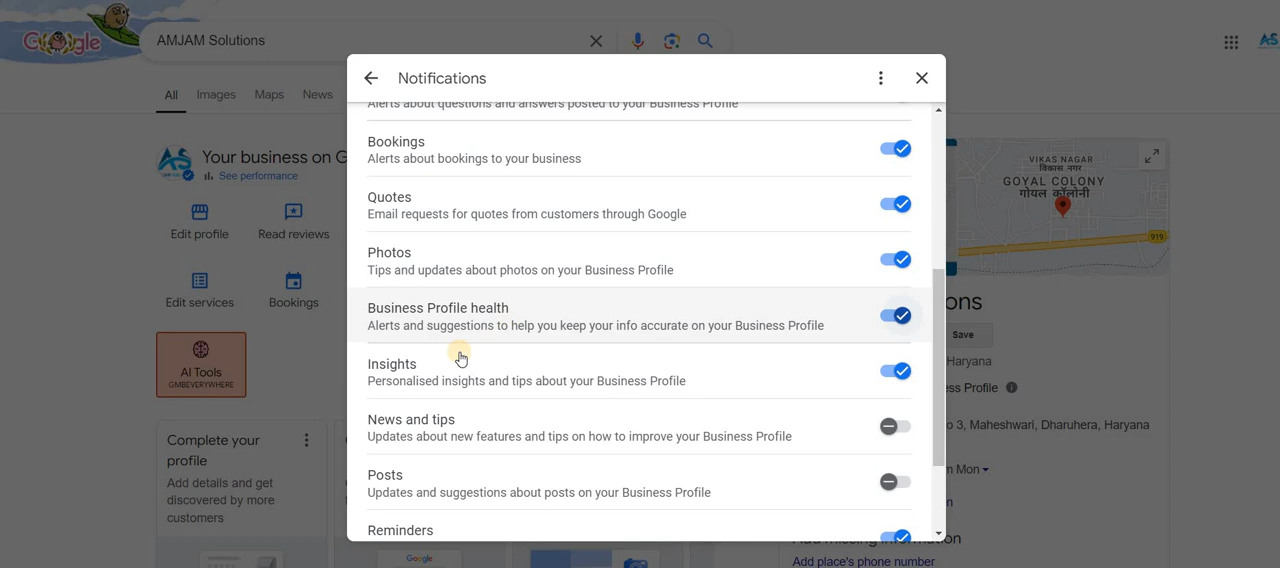 Google
AMJAM Solutions
All
Images
Maps
News
Notifications
Alerts about questions and answers posted to your Business Profile
Bookings
Alerts about bookings to your business
Quotes
Email requests for quotes from customers through Google
Photos
Tips and updates about photos on your Business Profile
Business Profile health
Alerts and suggestions to help you keep your info accurate on your Business Profile
Insights
Personalised insights and tips about your Business Profile
News and tips
Updates about new features and tips on how to improve your Business Profile
Posts
Updates and suggestions about posts on your Business Profile
Reminders
Your business on G
See performance
Edit profile
Read reviews
Edit services
Bookings
AI Tools
GMBEVERYWHERE
Complete your
profile
Add details and get
discovered by more
customers
Google
VIKAS NAGAR
विकास नगर
GOYAL COLONY
गोयल कॉलोनी
919
ons
Save
Haryana
ess Profile
o 3, Maheshwari, Dharuhera, Haryana
m Mon
Add missing information
Add place's phone number